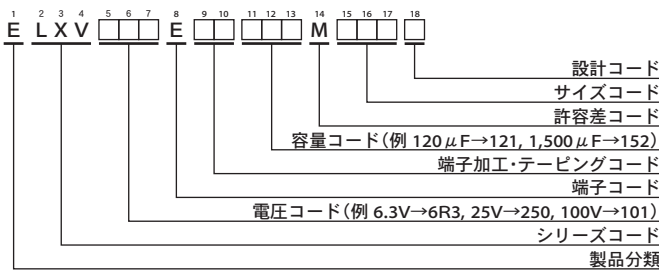 1 2 3 4 5 6 7 8 9 10 11 12 13 14 15 16 17 18
E L X V □□□ E □□ □□□ M □□□ □
設計コード
サイズコード
許容差コード
容量コード（例 120μF→121, 1,500μF→152）
端子加工・テーピングコード
端子コード
電圧コード（例 6.3V→6R3, 25V→250, 100V→101）
シリーズコード
製品分類